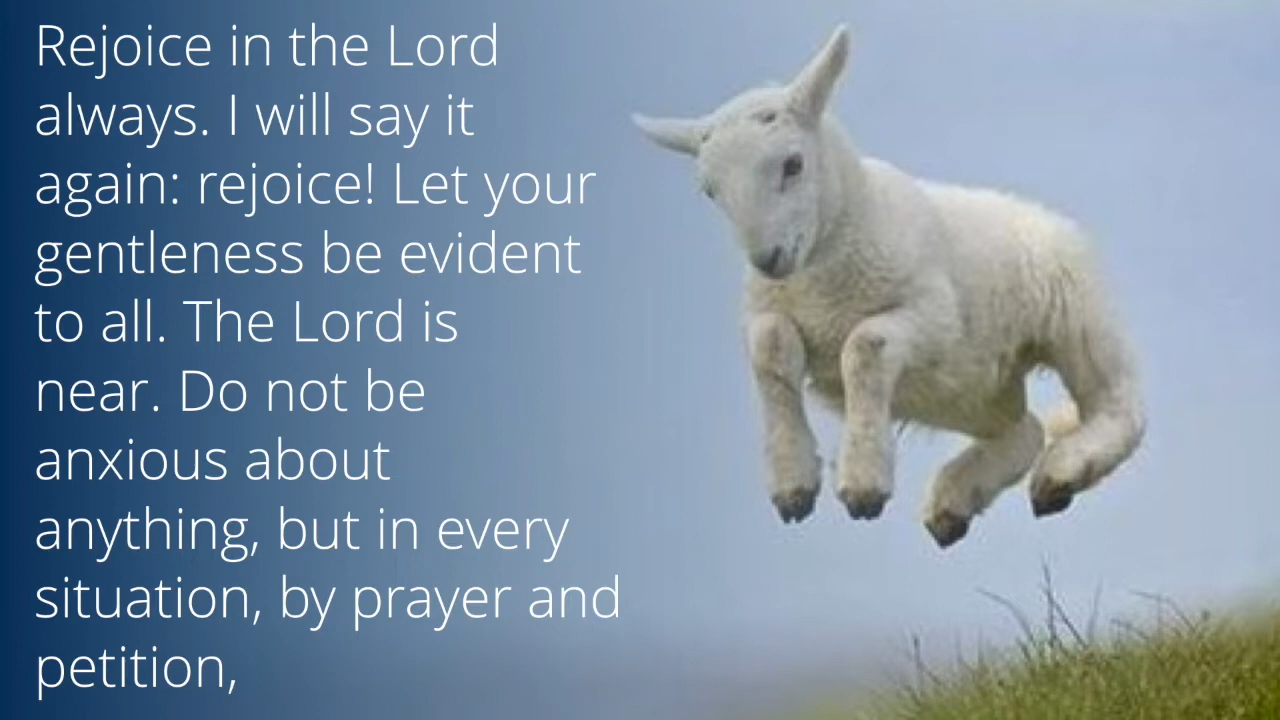 Rejoice in the Lord
always. I will say it
again: rejoice! Let your
gentleness be evident
to all. The Lord is
near. Do not be
anxious about
anything, but in every
situation, by prayer and
petition,